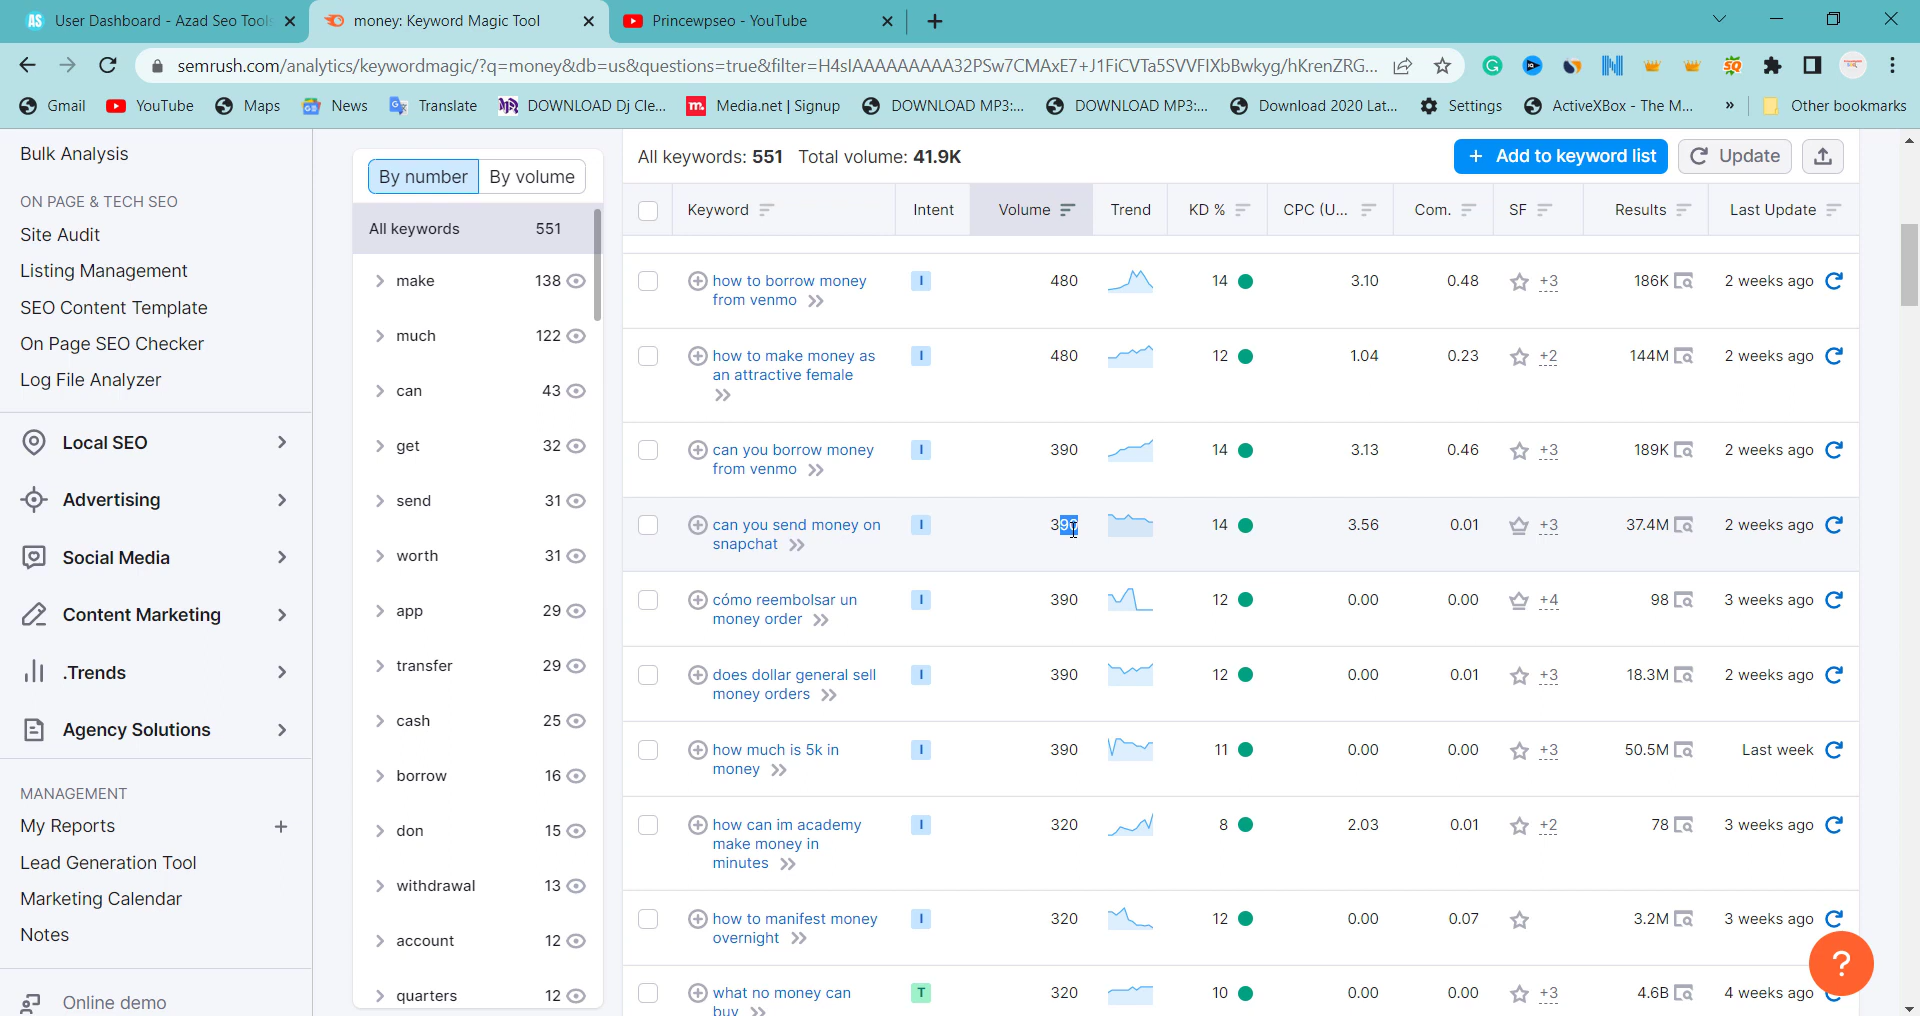 User Dashboard - Azad Seo Tools
money: Keyword Magic Tool
Princewpseo - YouTube
semrush.com/analytics/keywordmagic/?q=money&db=us&questions=true&filter=
Gmail
YouTube
Maps
News
Translate
DOWNLOAD Dj Cle...
Media.net | Signup
DOWNLOAD MP3:...
DOWNLOAD MP3:...
Download 2020 Lat...
Settings
ActiveXBox - The M...
»
Other bookmarks
Bulk Analysis
ON PAGE & TECH SEO
Site Audit
Listing Management
SEO Content Template
On Page SEO Checker
Log File Analyzer
Local SEO
Advertising
Social Media
Content Marketing
.Trends
Agency Solutions
MANAGEMENT
My Reports +
Lead Generation Tool
Marketing Calendar
Notes
Online demo
By number By volume
All keywords 551
make 138
much 122
can 43
get 32
send 31
worth 31
app 29
transfer 29
cash 25
borrow 16
don 15
withdrawal 13
account 12
quarters 12
All keywords: 551 Total volume: 41.9K
+ Add to keyword list
Update
Keyword Intent Volume Trend KD % CPC (U... Com. SF Results Last Update
how to borrow money I 480 14 3.10 0.48 +3 186K 2 weeks ago
from venmo
how to make money as I 480 12 1.04 0.23 +2 144M 2 weeks ago
an attractive female
can you borrow money I 390 14 3.13 0.46 +3 189K 2 weeks ago
from venmo
can you send money on I 390 14 3.56 0.01 +3 37.4M 2 weeks ago
snapchat
cómo reembolsar un I 390 12 0.00 0.00 +4 98 3 weeks ago
money order
does dollar general sell I 390 12 0.00 0.01 +3 18.3M 2 weeks ago
money orders
how much is 5k in I 390 11 0.00 0.00 +3 50.5M Last week
money
how can im academy I 320 8 2.03 0.01 +2 78 3 weeks ago
make money in
minutes
how to manifest money I 320 12 0.00 0.07 3.2M 3 weeks ago
overnight
what no money can T 320 10 0.00 0.00 +3 4.6B 4 weeks ago
buy
?